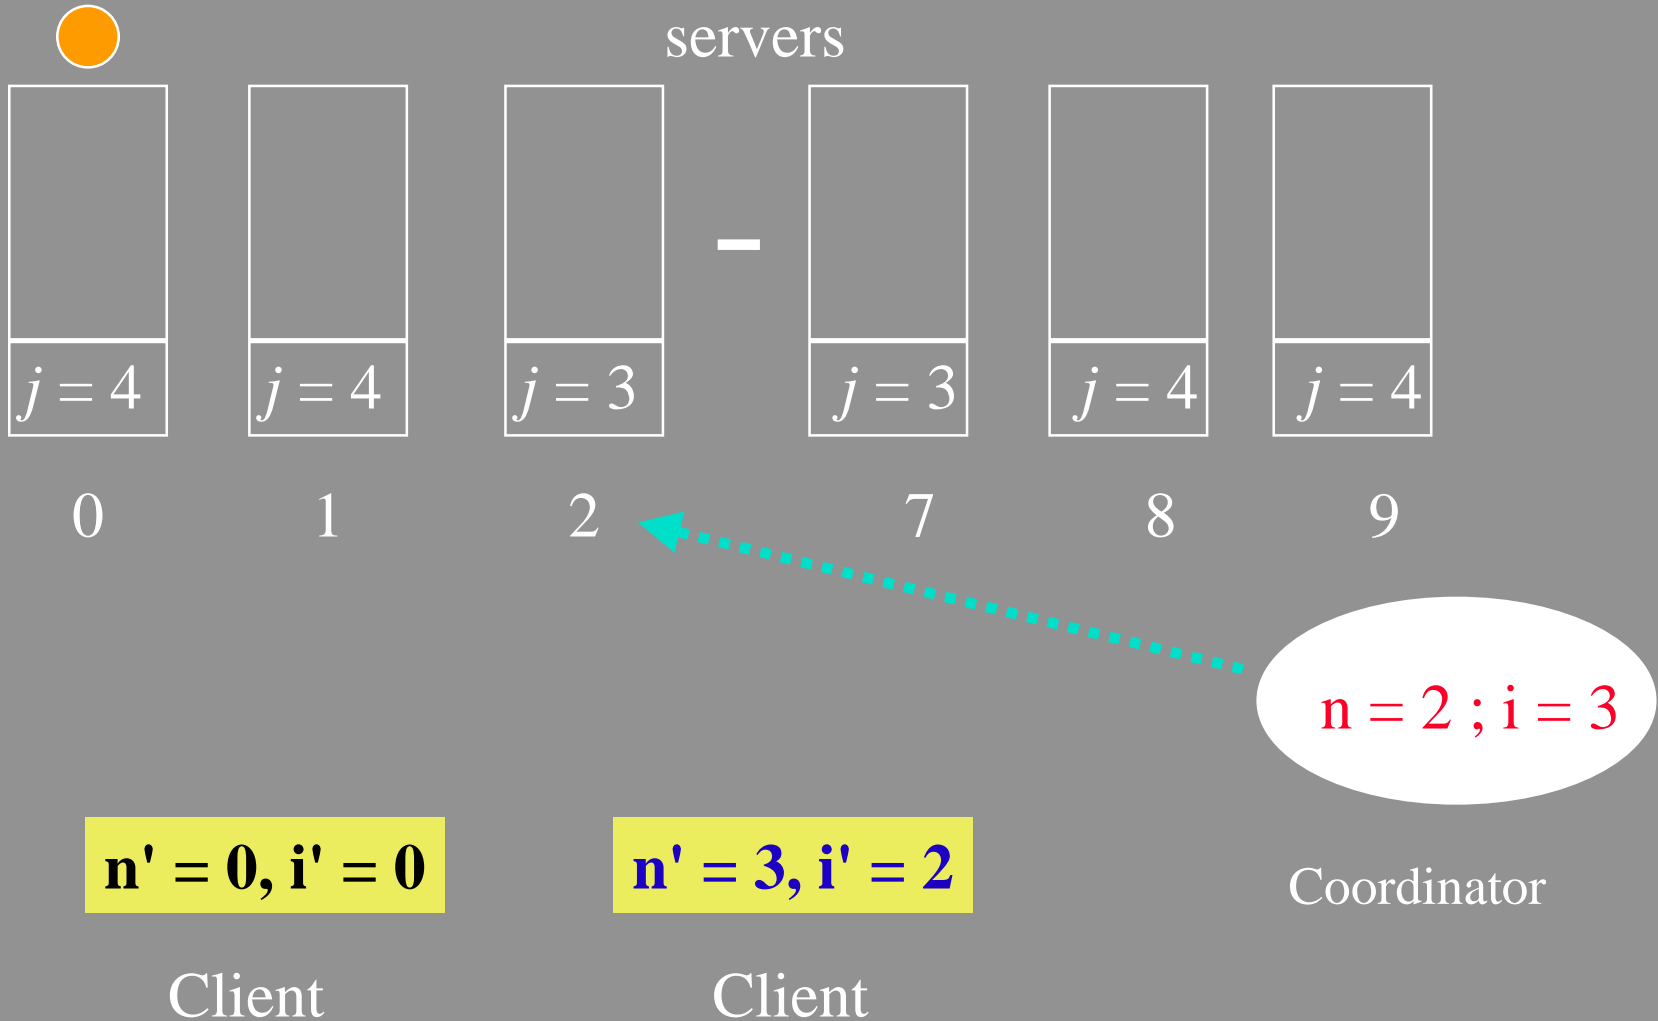 servers
j = 4 j = 4 j = 3 – j = 3 j = 4 j = 4
0 1 2 7 8 9
n = 2 ; i = 3
n' = 0, i' = 0 n' = 3, i' = 2
Coordinator
Client Client